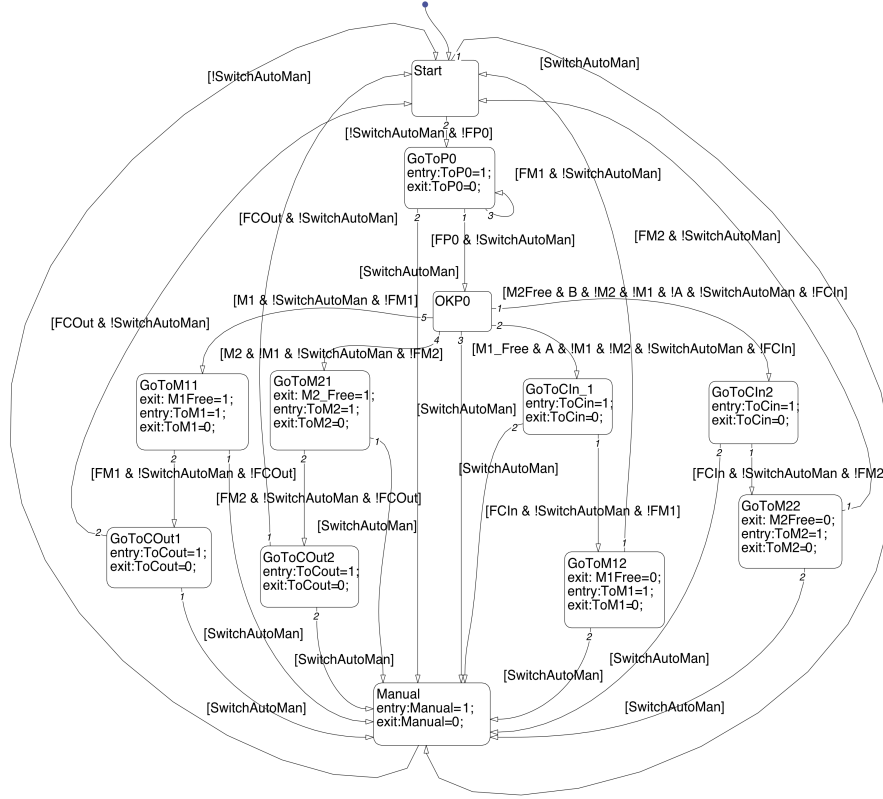 1
[!SwitchAutoMan]
[SwitchAutoMan]
Start
2
[!SwitchAutoMan & !FP0]
GoToP0
entry:ToP0=1;
exit:ToP0=0;
[FM1 & !SwitchAutoMan]
2
1
3
[FCOut & !SwitchAutoMan]
[FM2 & !SwitchAutoMan]
[FP0 & !SwitchAutoMan]
[SwitchAutoMan]
OKP0
[M2Free & B & !M2 & !M1 & !A & !SwitchAutoMan & !FCIn]
[M1 & !SwitchAutoMan & !FM1]
5
1
2
4
3
[FCOut & !SwitchAutoMan]
[M2 & !M1 & !SwitchAutoMan & !FM2]
[M1_Free & A & !M1 & !M2 & !SwitchAutoMan & !FCIn]
GoToM11
exit: M1Free=1;
entry:ToM1=1;
exit:ToM1=0;
GoToM21
exit: M2_Free=1;
entry:ToM2=1;
exit:ToM2=0;
GoToCIn_1
entry:ToCin=1;
exit:ToCin=0;
GoToCIn2
entry:ToCin=1;
exit:ToCin=0;
[SwitchAutoMan]
2
1
2
1
2
1
2
1
[FM1 & !SwitchAutoMan & !FCOut]
[SwitchAutoMan]
[FCIn & !SwitchAutoMan & !FM2
[FM2 & !SwitchAutoMan & !FCOut]
[FCIn & !SwitchAutoMan & !FM1]
[SwitchAutoMan]
GoToM22
exit: M2Free=0;
entry:ToM2=1;
exit:ToM2=0;
1
2
2
GoToCOut1
entry:ToCout=1;
exit:ToCout=0;
1
1
GoToCOut2
entry:ToCout=1;
exit:ToCout=0;
2
1
GoToM12
exit: M1Free=0;
entry:ToM1=1;
exit:ToM1=0;
2
[SwitchAutoMan]
[SwitchAutoMan]
[SwitchAutoMan]
[SwitchAutoMan]
[SwitchAutoMan]
Manual
entry:Manual=1;
exit:Manual=0;